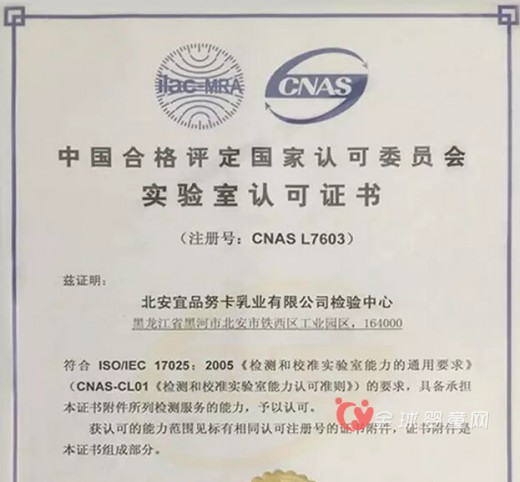 ilac-MRA
CNAS
中国合格评定国家认可委员会
实验室认可证书
（注册号：CNAS L7603）
兹证明：
北安宜品努卡乳业有限公司检验中心
黑龙江省黑河市北安市铁西区工业园区，164000
符合 ISO/IEC 17025：2005《检测和校准实验室能力的通用要求》
（CNAS-CL01《检测和校准实验室能力认可准则》）的要求，具备承担
本证书附件所列检测服务的能力，予以认可。
获认可的能力范围见标有相同认可注册号的证书附件，证书附件是
本证书组成部分。
全球婴童网